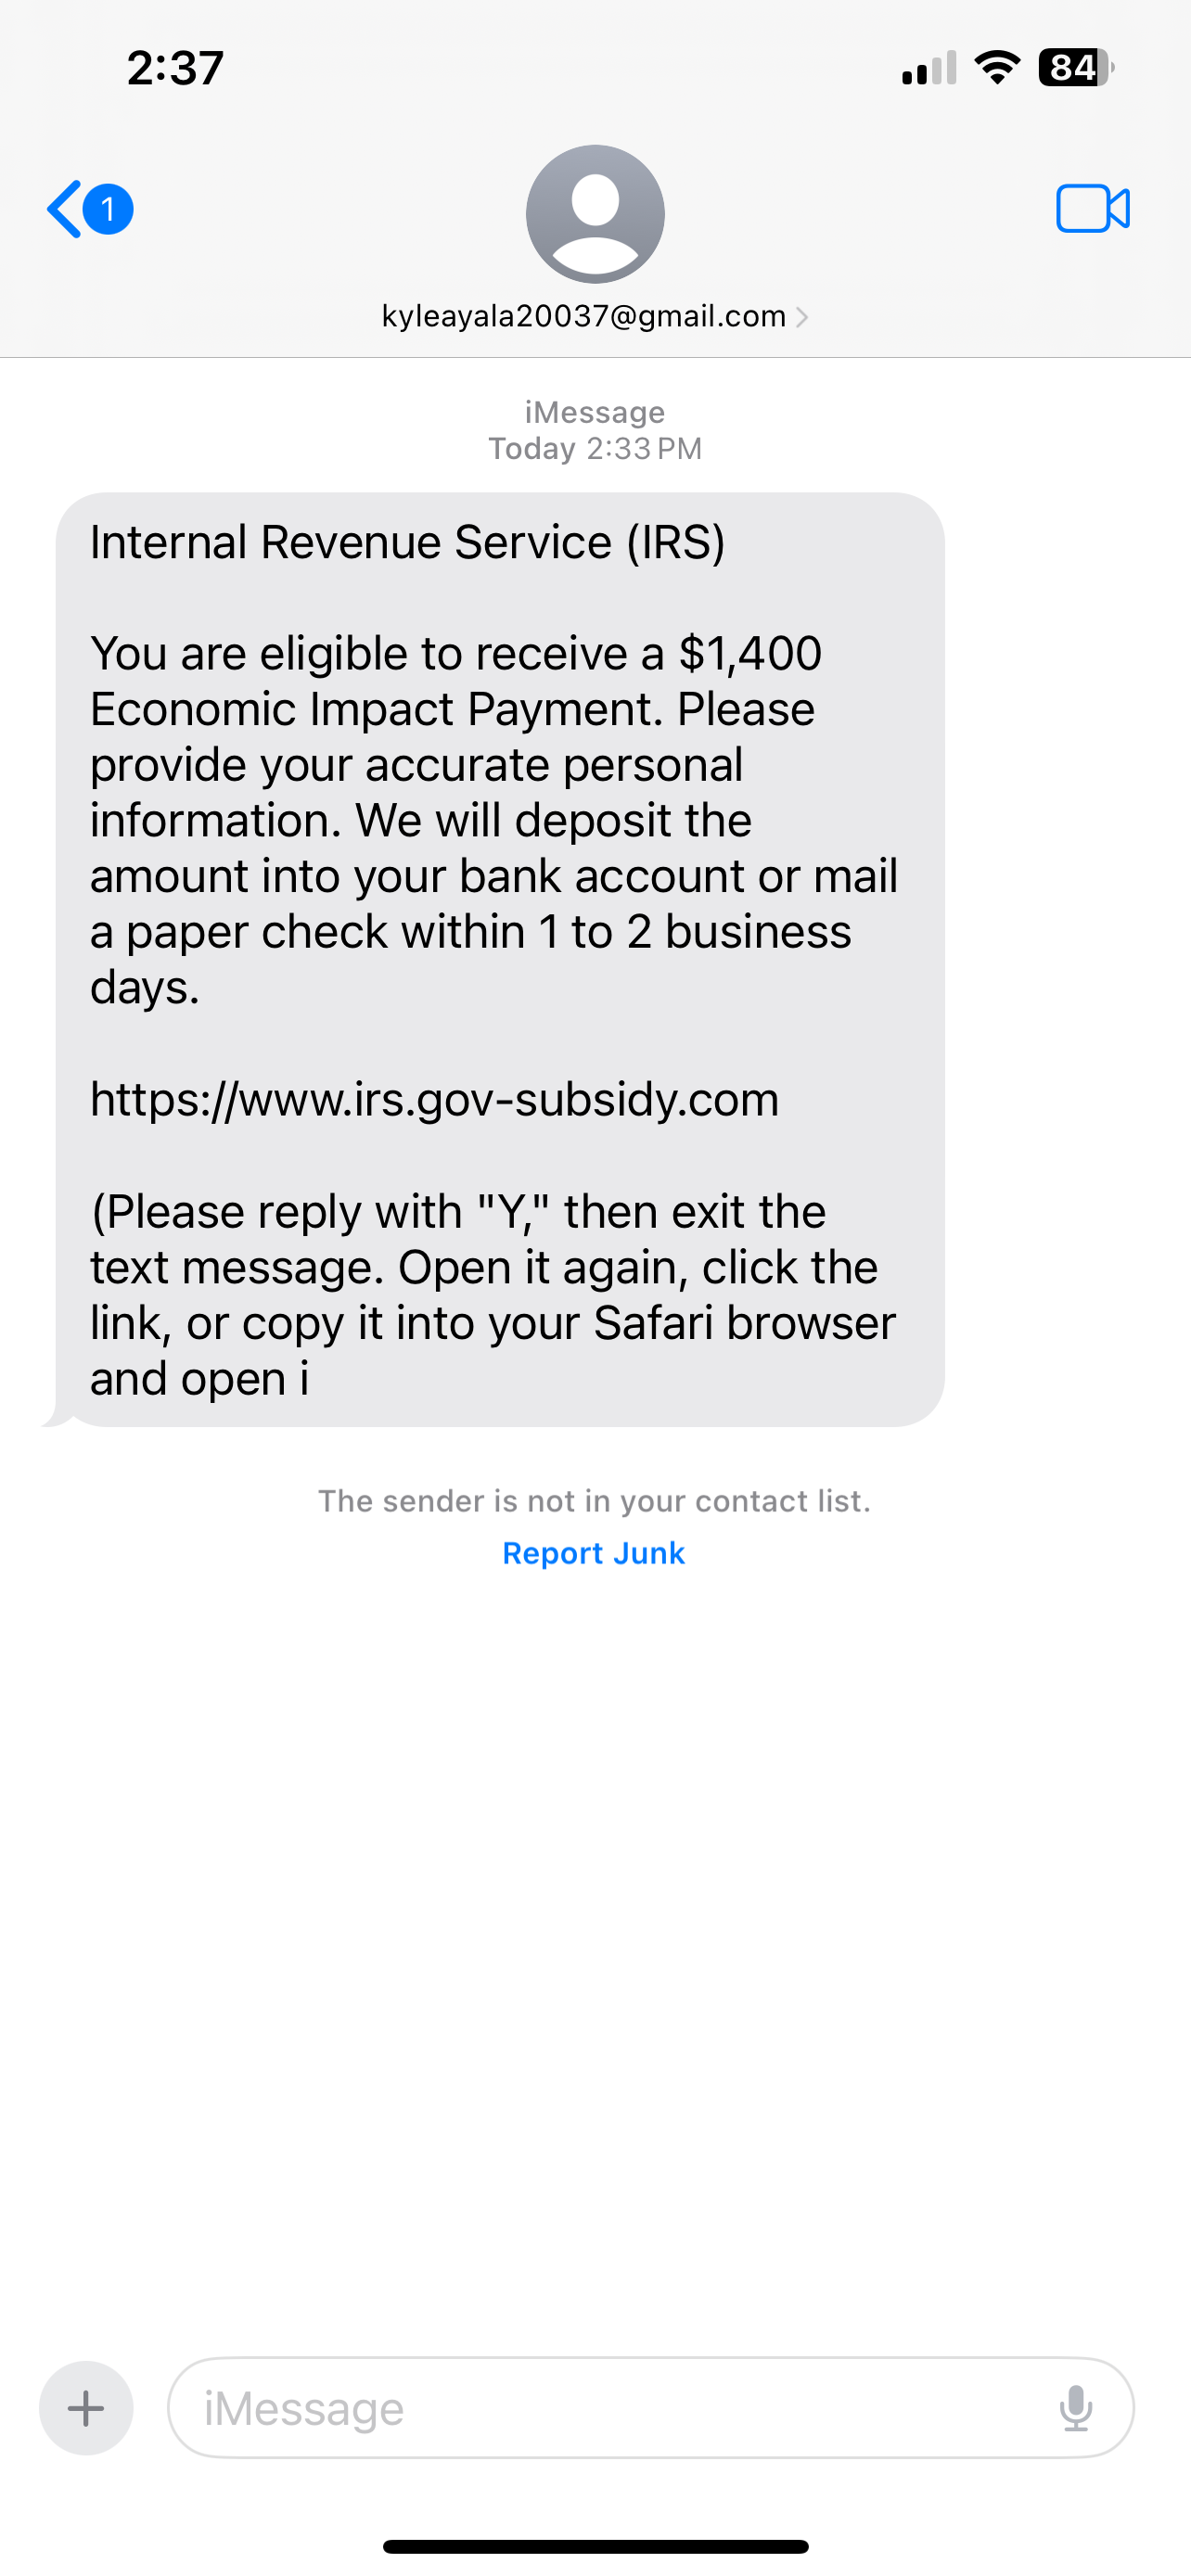 2:37
84
1
kyleayala20037@gmail.com
iMessage
Today 2:33 PM
Internal Revenue Service (IRS)
You are eligible to receive a $1,400
Economic Impact Payment. Please
provide your accurate personal
information. We will deposit the
amount into your bank account or mail
a paper check within 1 to 2 business
days.
https://www.irs.gov-subsidy.com
(Please reply with "Y," then exit the
text message. Open it again, click the
link, or copy it into your Safari browser
and open i
The sender is not in your contact list.
Report Junk
iMessage